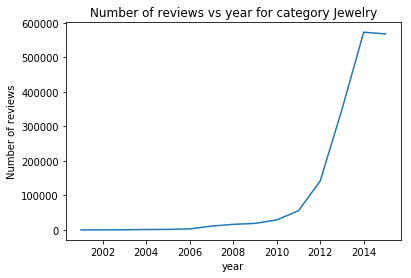 Number of reviews vs year for category Jewelry
600000
500000
400000
300000
200000
100000
0
Number of reviews
2002 2004 2006 2008 2010 2012 2014
year